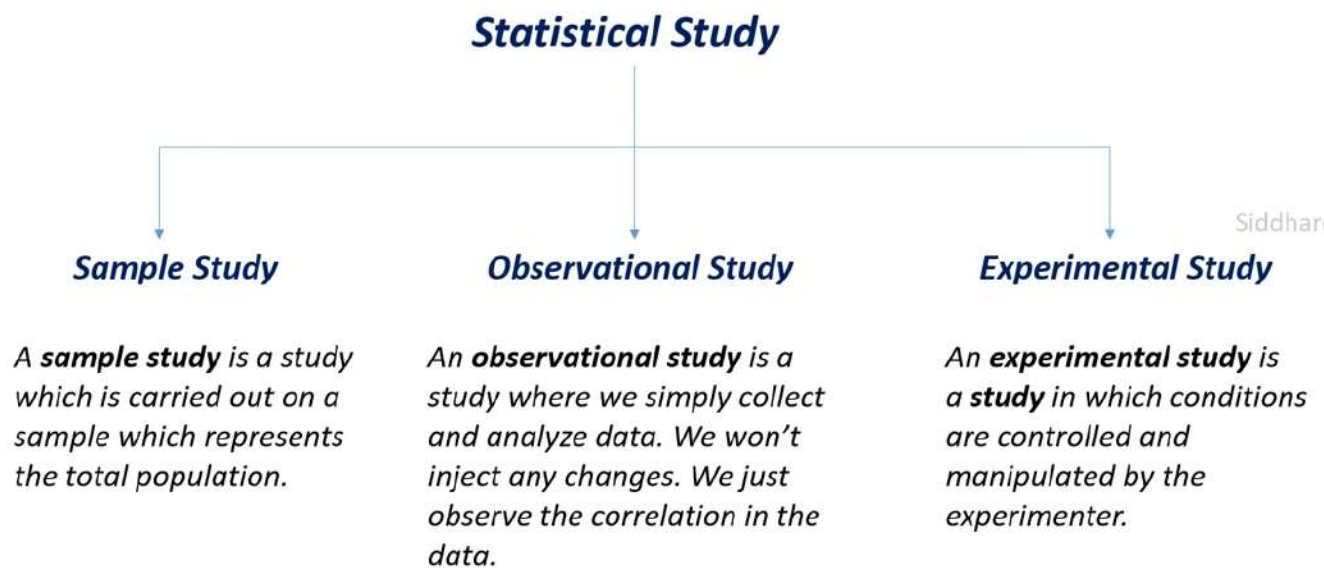 Statistical Study
Sample Study
Observational Study
Experimental Study
A sample study is a study
which is carried out on a
sample which represents
the total population.
An observational study is a
study where we simply collect
and analyze data. We won't
inject any changes. We just
observe the correlation in the
data.
An experimental study is
a study in which conditions
are controlled and
manipulated by the
experimenter.